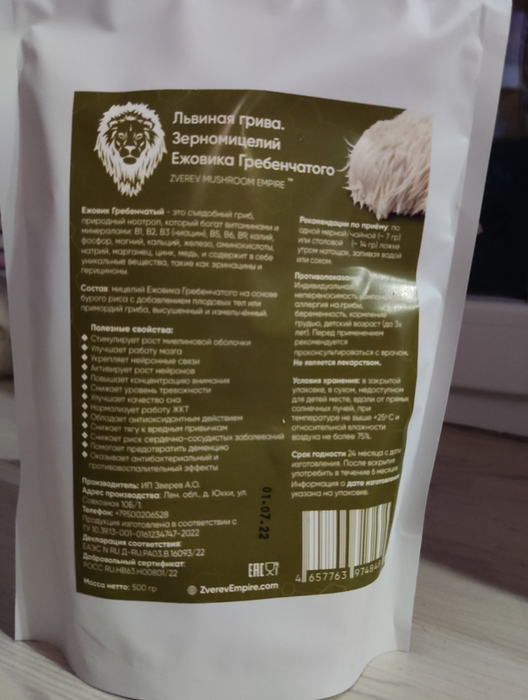 Львиная грива.
Зерномицелий
Ежовика Гребенчатого
ZVEREV MUSHROOM EMPIRE ™
Ежовик Гребенчатый - это съедобный гриб,
природный ноотроп, который богат витаминами и
минералами: B1, B2, B3 (ниацин), B5, B6, B9, калий,
фосфор, магний, кальций, железо, аминокислоты,
натрий, марганец, цинк, медь, и содержит в себе
уникальные вещества, такие как эринацины и
герициноны.
Состав: мицелий Ежовика Гребенчатого на основе
бурого риса с добавлением плодовых тел или
примордий гриба, высушенный и измельчённый.
Полезные свойства:
Стимулирует рост миелиновой оболочки
Улучшает работу мозга
Укрепляет нейронные связи
Активирует рост нейронов
Повышает концентрацию внимания
Снижает уровень тревожности
Улучшает качество сна
Нормализует работу ЖКТ
Обладает антиоксидантным действием
Снижает тягу к вредным привычкам
Снижает риск сердечно-сосудистых заболеваний
Помогает предотвратить деменцию
Оказывает антибактериальный и
противовоспалительный эффекты
Производитель: ИП Зверев А.О.
Адрес производства: Лен. обл., д. Юкки, ул.
Совхозная 10Б/1.
Телефон: +79500206528
Продукция изготовлена в соответствии с
ТУ 10.39.13-001-0161234747-2022
Декларация соответствия:
ЕАЭС N RU Д-RU.РА03.В.16093/22
Добровольный сертификат:
РОСС RU.НВ63.Н00801/22
Масса нетто: 500 гр
Рекомендации по приёму: по
одной мерной/чайной (~ 7 гр)
или столовой (~ 14 гр) ложке
утром натощак, запивая водой
или соком.
Индивидуальная
непереносимость
аллергия на грибы,
беременность, кормление
грудью, детский возраст (до 3х
лет). Перед применением
рекомендуется
проконсультироваться с врачом.
Не является лекарством.
Условия хранения: в закрытой
упаковке, в сухом, недоступном
для детей месте, вдали от прямых
солнечных лучей, при
температуре не выше +25°С и
относительной влажности
воздуха не более 75%.
Срок годности 24 месяца с даты
изготовления. После вскрытия
употребить в течение 6 месяцев.
Информация о дате изготовления
указана на упаковке.
01.07.22
EAC
ZverevEmpire.com
4 657763